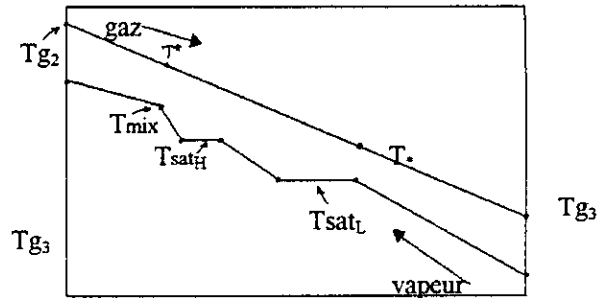 gaz
T*
Tg2
Tmix
TsatH
T*
Tg3
TsatL
Tg3
vapeur